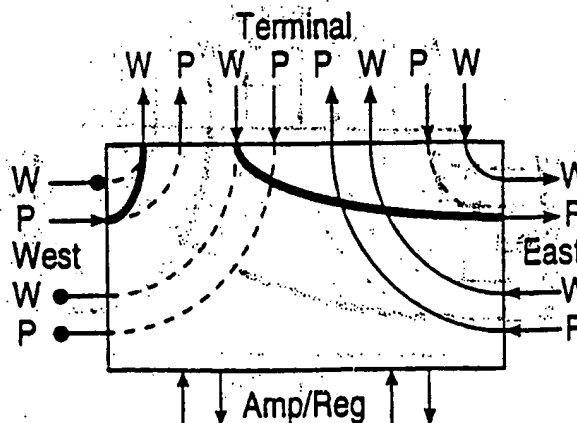 Terminal
W P W P P W P W
W W
P P
West East
W W
P P
Amp/Reg